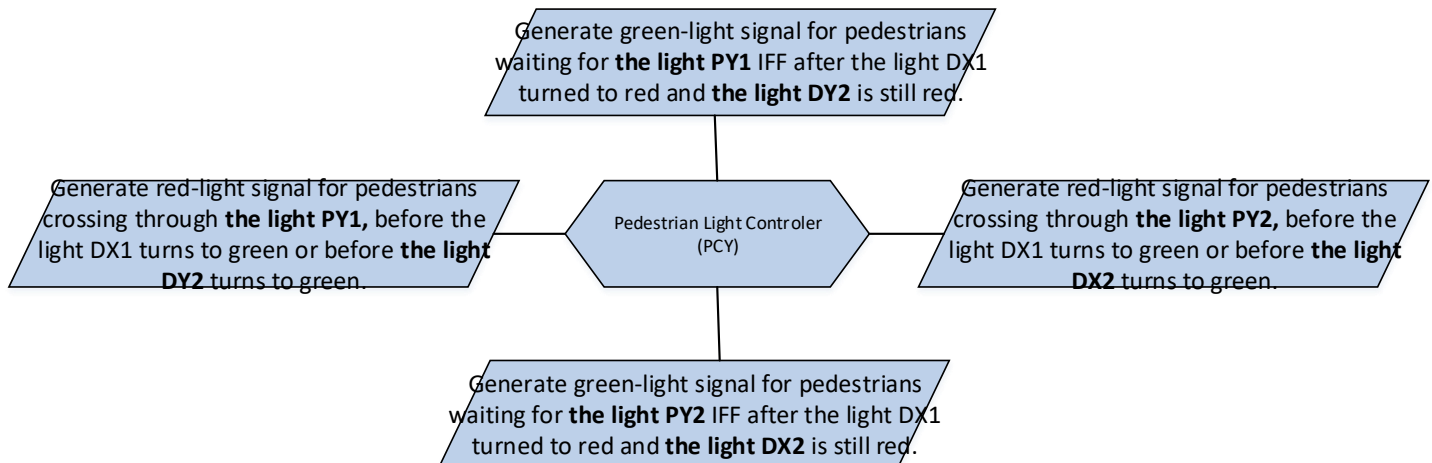 Generate green-light signal for pedestrians
waiting for the light PY1 IFF after the light DX1
turned to red and the light DY2 is still red.
Generate red-light signal for pedestrians
crossing through the light PY1, before the
light DX1 turns to green or before the light
DY2 turns to green.
Pedestrian Light Controler
(PCY)
Generate red-light signal for pedestrians
crossing through the light PY2, before the
light DX1 turns to green or before the light
DX2 turns to green.
Generate green-light signal for pedestrians
waiting for the light PY2 IFF after the light DX1
turned to red and the light DX2 is still red.